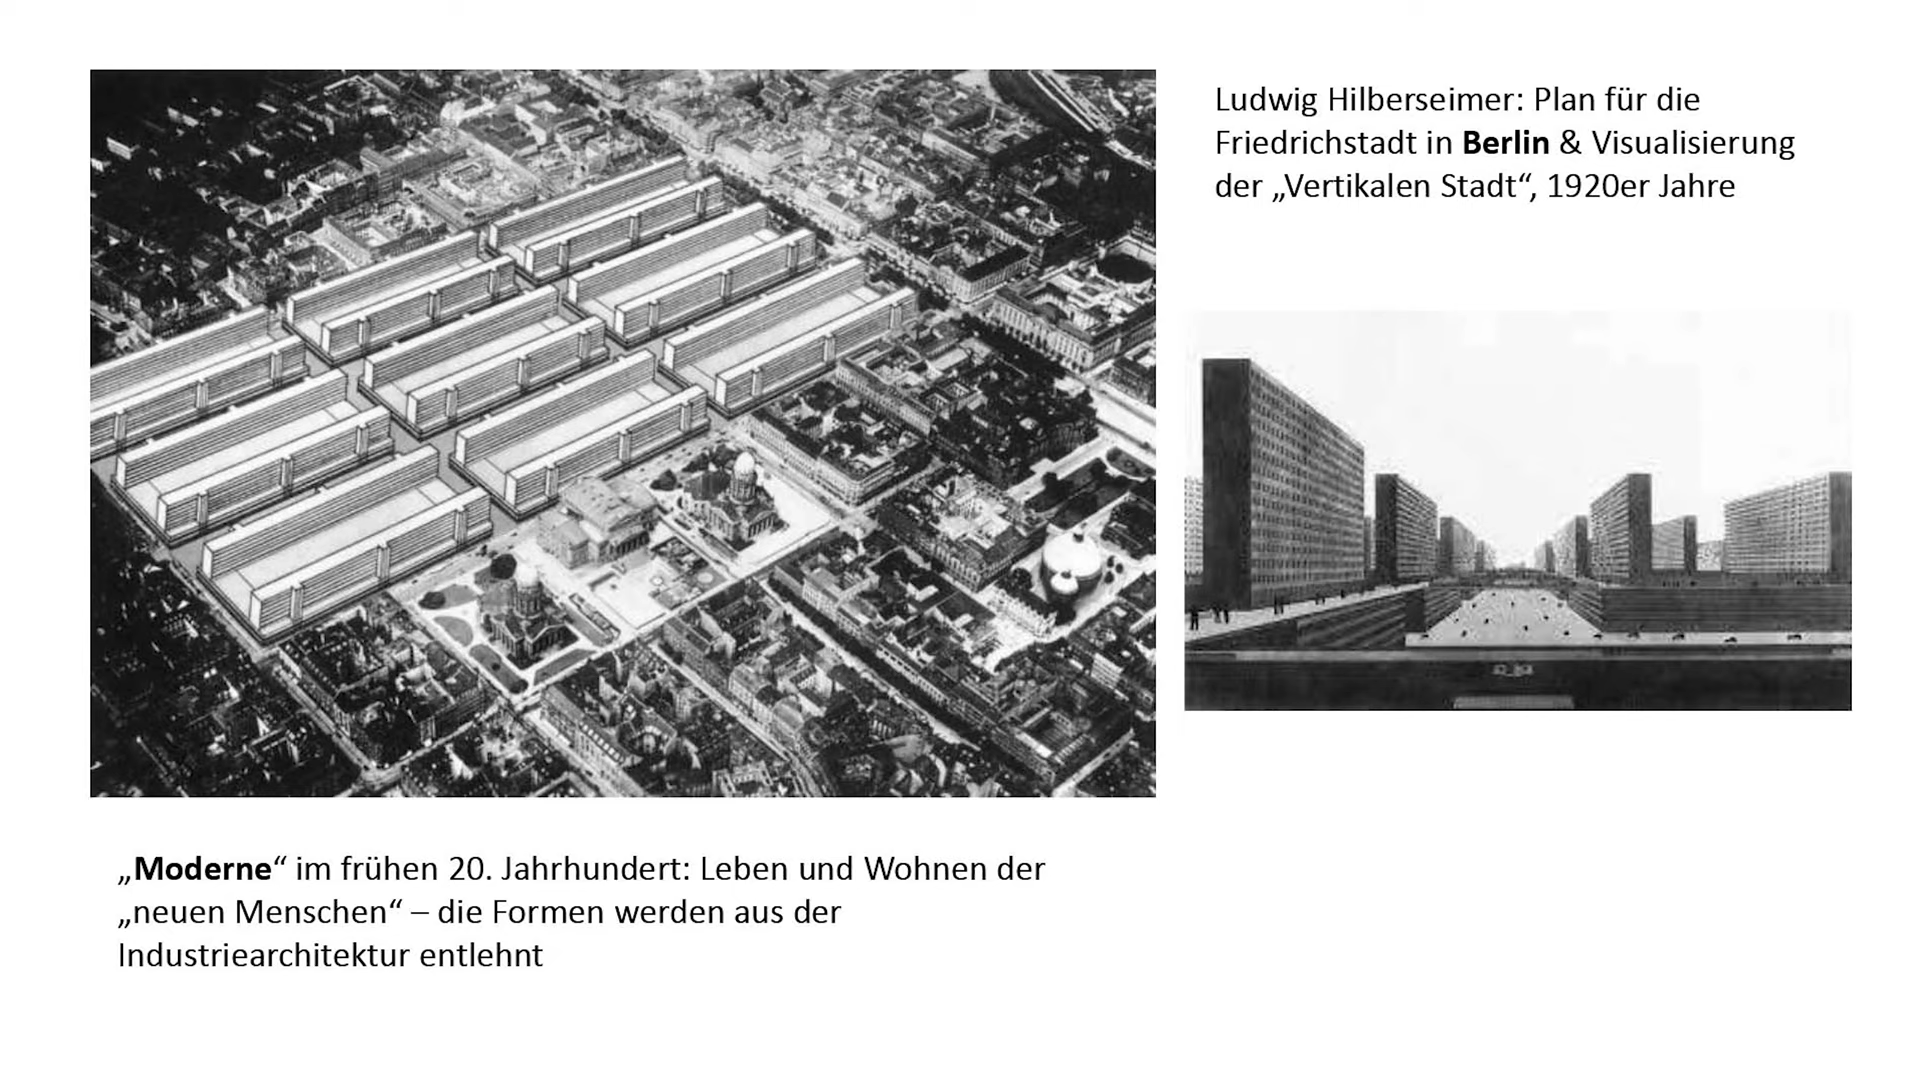 Ludwig Hilberseimer: Plan für die
Friedrichstadt in Berlin & Visualisierung
der „Vertikalen Stadt“, 1920er Jahre
„Moderne“ im frühen 20. Jahrhundert: Leben und Wohnen der
„neuen Menschen“ – die Formen werden aus der
Industriearchitektur entlehnt